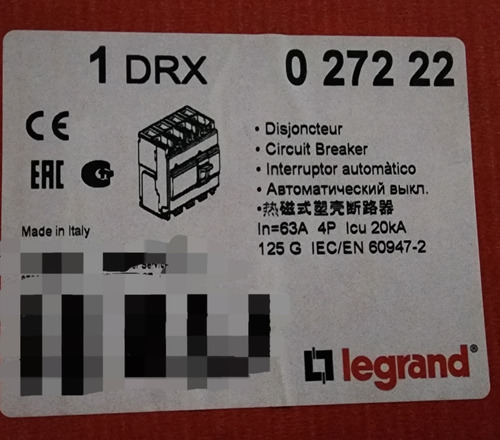 1 DRX 0 272 22
CE
EAC
• Disjoncteur
• Circuit Breaker
• Interruptor automàtico
• Автоматический выкл.
•热磁式塑壳断路器
In=63A 4P Icu 20kA
125 G IEC/EN 60947-2
Made in Italy
legrand®